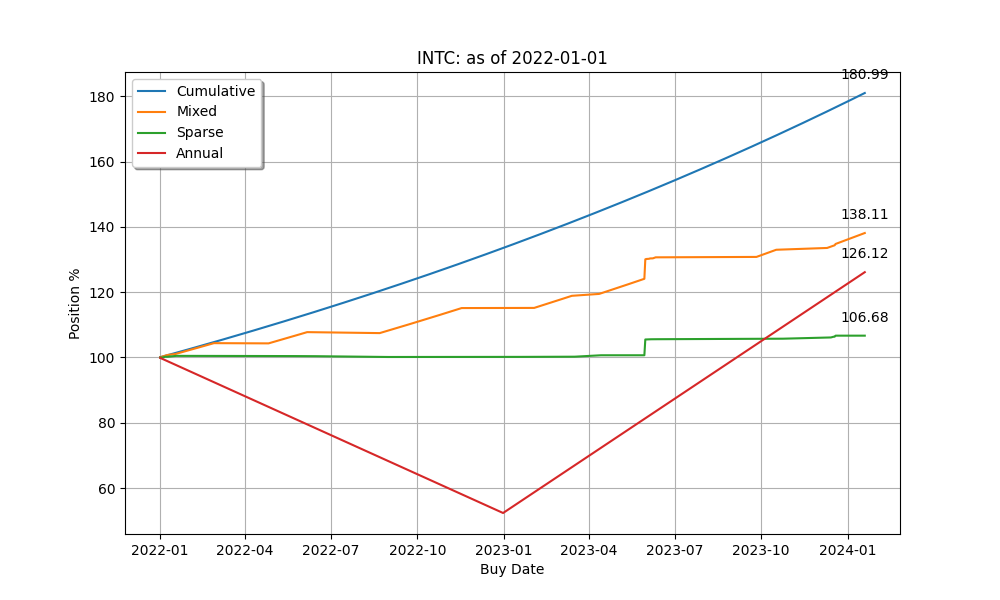 INTC: as of 2022-01-01
Cumulative
Mixed
Sparse
Annual
180.99
138.11
126.12
106.68
180
160
140
120
100
80
60
Position %
2022-01 2022-04 2022-07 2022-10 2023-01 2023-04 2023-07 2023-10 2024-01
Buy Date